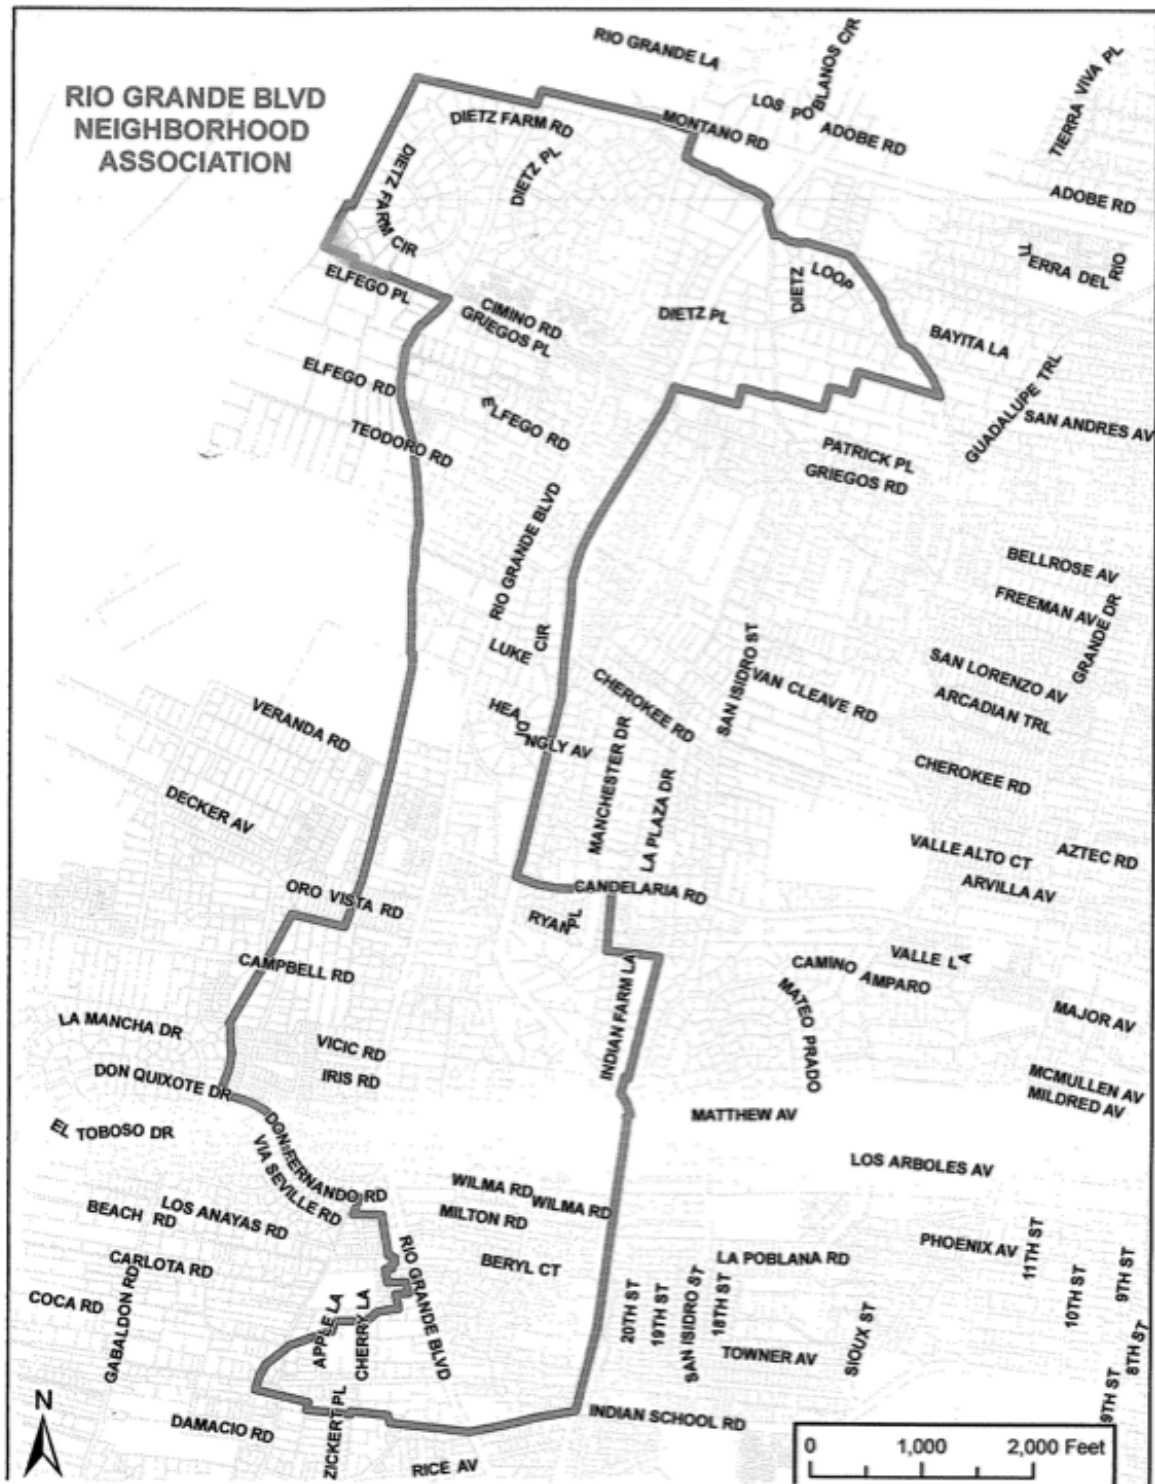 RIO GRANDE BLVD
NEIGHBORHOOD
ASSOCIATION
RIO GRANDE LA
LOS POBLANOS CIR
TIERRA VIVA PL
DIETZ FARM RD
MONTANO RD
ADOBE RD
DIETZ FARM CIR
DIETZ PL
ADOBE RD
TIERRA DEL RIO
ELFEGO PL
DIETZ LOOP
CIMINO RD
GRIEGOS PL
DIETZ PL
BAYITA LA
ELFEGO RD
GUADALUPE TRL
ELFEGO RD
SAN ANDRES AV
TEODORO RD
PATRICK PL
GRIEGOS RD
RIO GRANDE BLVD
BELLROSE AV
FREEMAN AV
GRANDE DR
LUKE CIR
SAN ISIDRO ST
SAN LORENZO AV
CHEROKEE RD
VAN CLEAVE RD
ARCADIAN TRL
VERANDA RD
HEADINGLY AV
MANCHESTER DR
LA PLAZA DR
CHEROKEE RD
DECKER AV
VALLE ALTO CT
AZTEC RD
ARVILLA AV
ORO VISTA RD
CANDELARIA RD
RYAN PL
CAMPBELL RD
INDIAN FARM LA
VALLE LA
CAMINO AMPARO
MATEO PRADO
MAJOR AV
LA MANCHA DR
VICIC RD
IRIS RD
DON QUIXOTE DR
MCMULLEN AV
MILDRED AV
MATTHEW AV
EL TOBOSO DR
DON FERNANDO RD
VIA SEVILLE RD
LOS ARBOLES AV
WILMA RD
WILMA RD
BEACH RD
LOS ANAYAS RD
MILTON RD
PHOENIX AV
11TH ST
CARLOTA RD
RIO GRANDE BLVD
BERYL CT
LA POBLANA RD
10TH ST
9TH ST
COCA RD
GABALDON RD
APPLE LA
CHERRY LA
20TH ST
19TH ST
SAN ISIDRO ST
18TH ST
TOWNER AV
SIOUX ST
8TH ST
9TH ST
N
DAMACIO RD
ZICKERT PL
RICE AV
INDIAN SCHOOL RD
0 1,000 2,000 Feet